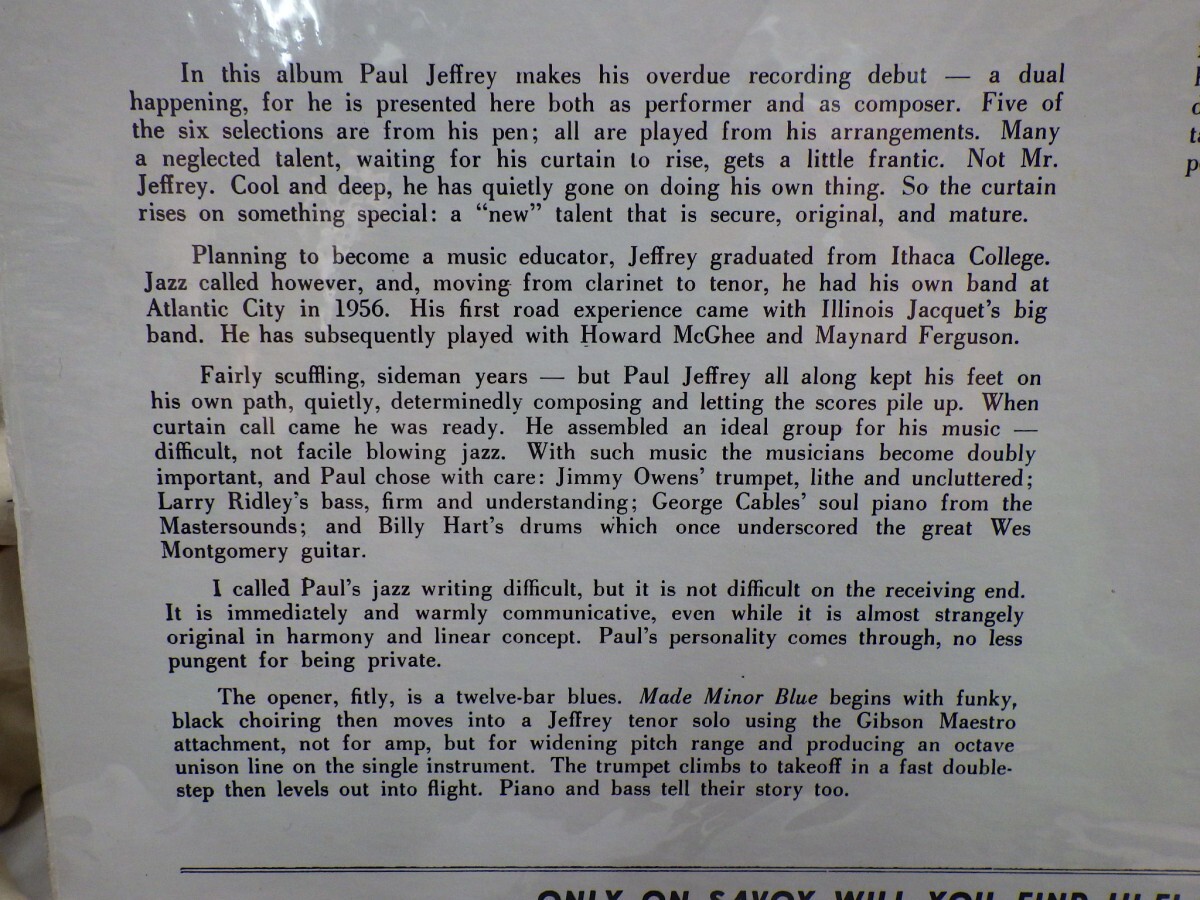 In this album Paul Jeffrey makes his overdue recording debut — a dual
happening, for he is presented here both as performer and as composer. Five of
the six selections are from his pen; all are played from his arrangements. Many
a neglected talent, waiting for his curtain to rise, gets a little frantic. Not Mr.
Jeffrey. Cool and deep, he has quietly gone on doing his own thing. So the curtain
rises on something special: a “new” talent that is secure, original, and mature.
Planning to become a music educator, Jeffrey graduated from Ithaca College.
Jazz called however, and, moving from clarinet to tenor, he had his own band at
Atlantic City in 1956. His first road experience came with Illinois Jacquet’s big
band. He has subsequently played with Howard McGhee and Maynard Ferguson.
Fairly scuffling, sideman years — but Paul Jeffrey all along kept his feet on
his own path, quietly, determinedly composing and letting the scores pile up. When
curtain call came he was ready. He assembled an ideal group for his music —
difficult, not facile blowing jazz. With such music the musicians become doubly
important, and Paul chose with care: Jimmy Owens’ trumpet, lithe and uncluttered;
Larry Ridley’s bass, firm and understanding; George Cables’ soul piano from the
Mastersounds; and Billy Hart’s drums which once underscored the great Wes
Montgomery guitar.
I called Paul’s jazz writing difficult, but it is not difficult on the receiving end.
It is immediately and warmly communicative, even while it is almost strangely
original in harmony and linear concept. Paul’s personality comes through, no less
pungent for being private.
The opener, fitly, is a twelve-bar blues. Made Minor Blue begins with funky,
black choiring then moves into a Jeffrey tenor solo using the Gibson Maestro
attachment, not for amp, but for widening pitch range and producing an octave
unison line on the single instrument. The trumpet climbs to takeoff in a fast double-
step then levels out into flight. Piano and bass tell their story too.
ONLY ON SAVOY WILL YOU FIND HI-FI